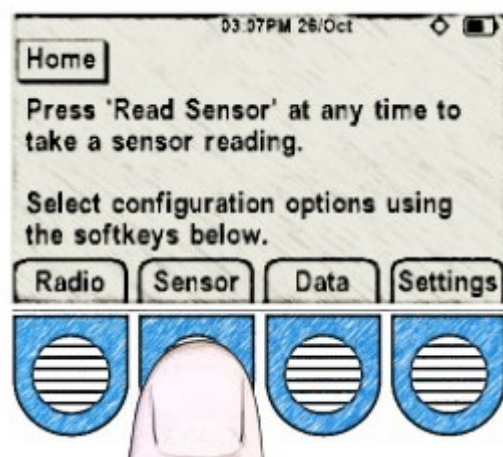 03:07PM 26/Oct
Home
Press 'Read Sensor' at any time to
take a sensor reading.
Select configuration options using
the softkeys below.
Radio Sensor Data Settings